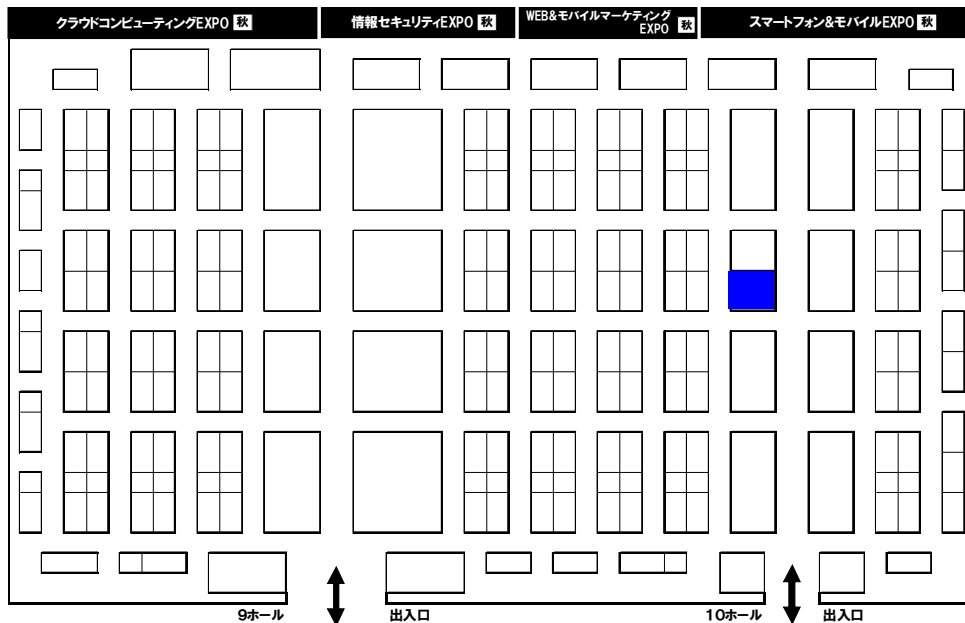 クラウドコンピューティングEXPO 秋
情報セキュリティEXPO 秋
WEB&モバイルマーケティング
EXPO 秋
スマートフォン&モバイルEXPO 秋
9ホール
出入口
10ホール
出入口